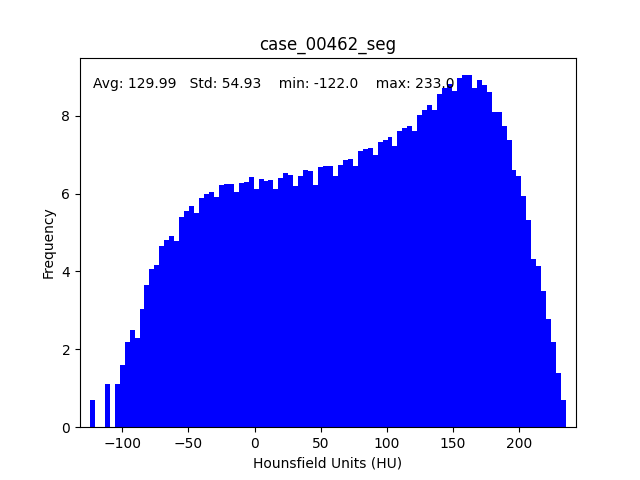 case_00462_seg
Avg: 129.99 Std: 54.93 min: -122.0 max: 233.0
8
6
4
2
0
Frequency
−100 −50 0 50 100 150 200
Hounsfield Units (HU)